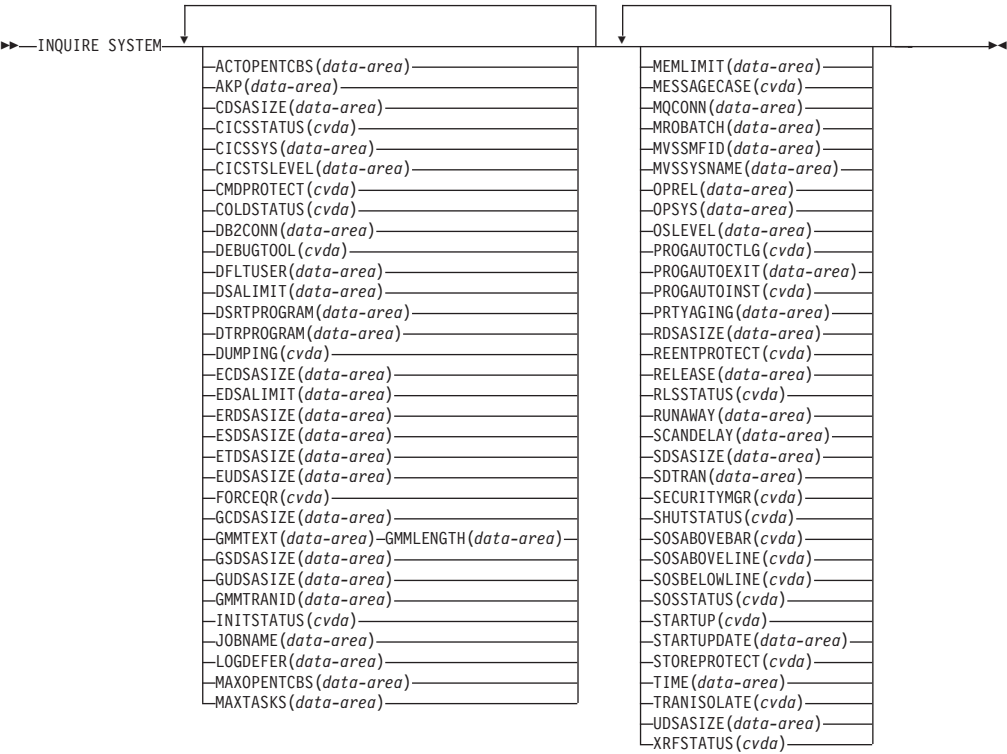 INQUIRE SYSTEM
ACTOPENTCBS(data-area)
AKP(data-area)
CDSASIZE(data-area)
CICSSTATUS(cvda)
CICSSYS(data-area)
CICSTSLEVEL(data-area)
CMDPROTECT(cvda)
COLDSTATUS(cvda)
DB2CONN(data-area)
DEBUGTOOL(cvda)
DFLTUSER(data-area)
DSALIMIT(data-area)
DSRTPROGRAM(data-area)
DTRPROGRAM(data-area)
DUMPING(cvda)
ECDSASIZE(data-area)
EDSALIMIT(data-area)
ERDSASIZE(data-area)
ESDSASIZE(data-area)
ETDSASIZE(data-area)
EUDSASIZE(data-area)
FORCEQR(cvda)
GCDSASIZE(data-area)
GMMTEXT(data-area) GMMLENGTH(data-area)
GSDSASIZE(data-area)
GUDSASIZE(data-area)
GMMTRANID(data-area)
INITSTATUS(cvda)
JOBNAME(data-area)
LOGDEFER(data-area)
MAXOPENTCBS(data-area)
MAXTASKS(data-area)
MEMLIMIT(data-area)
MESSAGECASE(cvda)
MQCONN(data-area)
MROBATCH(data-area)
MVSSMFID(data-area)
MVSSYSNAME(data-area)
OPREL(data-area)
OPSYS(data-area)
OSLEVEL(data-area)
PROGAUTOCTLG(cvda)
PROGAUTOEXIT(data-area)
PROGAUTOINST(cvda)
PRTYAGING(data-area)
RDSASIZE(data-area)
REENTPROTECT(cvda)
RELEASE(data-area)
RLSSTATUS(cvda)
RUNAWAY(data-area)
SCANDELAY(data-area)
SDSASIZE(data-area)
SDTRAN(data-area)
SECURITYMGR(cvda)
SHUTSTATUS(cvda)
SOSABOVEBAR(cvda)
SOSABOVELINE(cvda)
SOSBELOWLINE(cvda)
SOSSTATUS(cvda)
STARTUP(cvda)
STARTUPDATE(data-area)
STOREPROTECT(cvda)
TIME(data-area)
TRANISOLATE(cvda)
UDSASIZE(data-area)
XRFSTATUS(cvda)